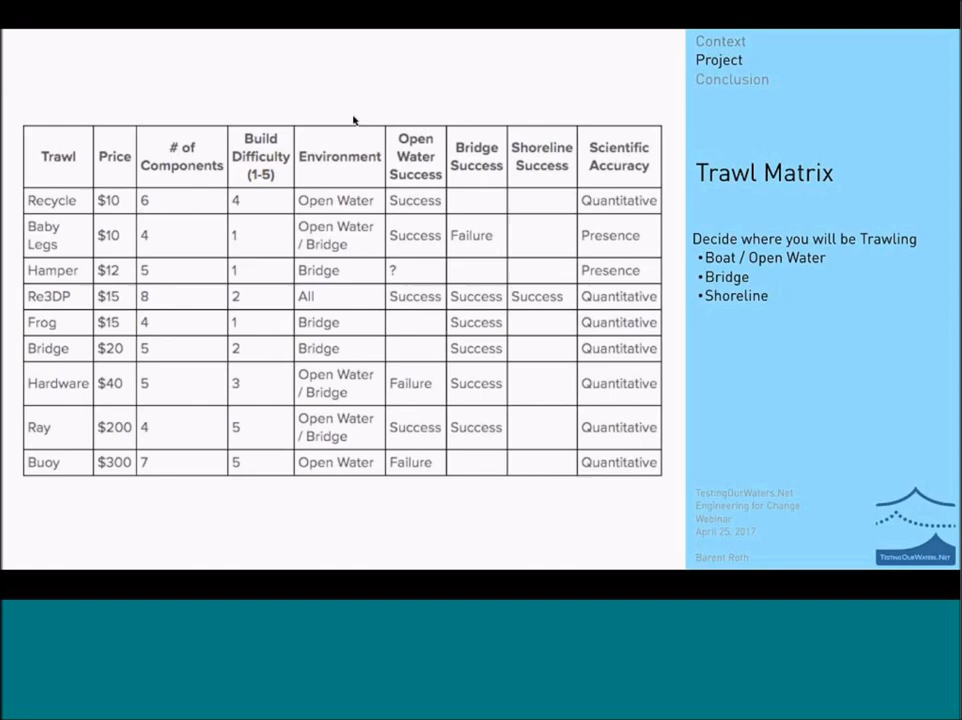 Context
Project
Conclusion
Trawl Matrix
Decide where you will be Trawling
•Boat / Open Water
•Bridge
•Shoreline
Trawl Price # of Components Build Difficulty (1-5) Environment Open Water Success Bridge Success Shoreline Success Scientific Accuracy
Recycle $10 6 4 Open Water Success Quantitative
Baby Legs $10 4 1 Open Water / Bridge Success Failure Presence
Hamper $12 5 1 Bridge ? Presence
Re3DP $15 8 2 All Success Success Success Quantitative
Frog $15 4 1 Bridge Success Quantitative
Bridge $20 5 2 Bridge Success Quantitative
Hardware $40 5 3 Open Water / Bridge Failure Success Quantitative
Ray $200 4 5 Open Water / Bridge Success Success Quantitative
Buoy $300 7 5 Open Water Failure Quantitative
TestingOurWaters.Net
Engineering for Change
Webinar
April 25, 2017
Barent Roth
TestingOurWaters.Net